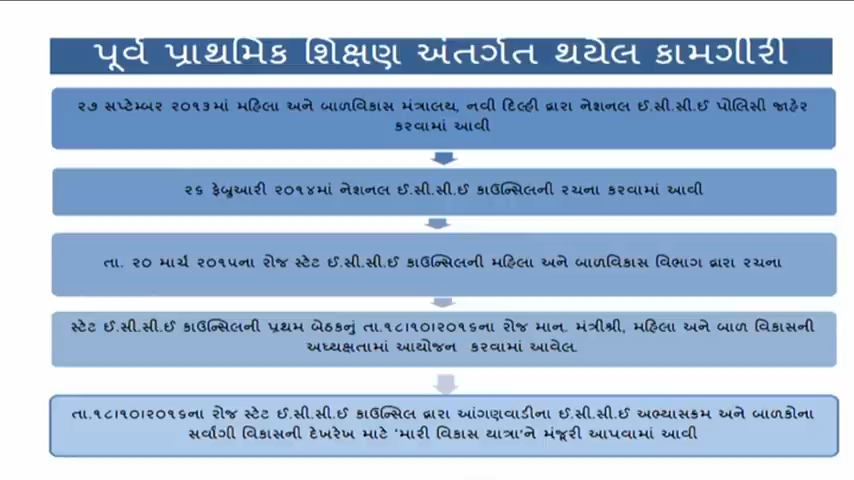 પૂર્વ પ્રાથમિક શિક્ષણ અંતર્ગત થયેલ કામગીરી
૨૭ સપ્ટેમ્બર ૨૦૧૩માં મહિલા અને બાળવિકાસ મંત્રાલય, નવી દિલ્હી દ્વારા નેશનલ ઈ.સી.સી.ઈ પોલિસી જાહેર
કરવામાં આવી
૨૬ ફેબ્રુઆરી ૨૦૧૪માં નેશનલ ઈ.સી.સી.ઈ કાઉન્સિલની રચના કરવામાં આવી
તા. ૨૦ માર્ચ ૨૦૧૫ના રોજ સ્ટેટ ઈ.સી.સી.ઈ કાઉન્સિલની મહિલા અને બાળવિકાસ વિભાગ દ્વારા રચના
સ્ટેટ ઈ.સી.સી.ઈ કાઉન્સિલની પ્રથમ બેઠકનું તા.૧૮/૧૦/૨૦૧૬ના રોજ માન. મંત્રીશ્રી, મહિલા અને બાળ વિકાસની
અધ્યક્ષતામાં આયોજન કરવામાં આવેલ.
તા.૧૮/૧૦/૨૦૧૬ના રોજ સ્ટેટ ઈ.સી.સી.ઈ કાઉન્સિલ દ્વારા આંગણવાડીના ઈ.સી.સી.ઈ અભ્યાસક્રમ અને બાળકોના
સર્વાંગી વિકાસની દેખરેખ માટે 'મારી વિકાસ યાત્રા'ને મંજૂરી આપવામાં આવી